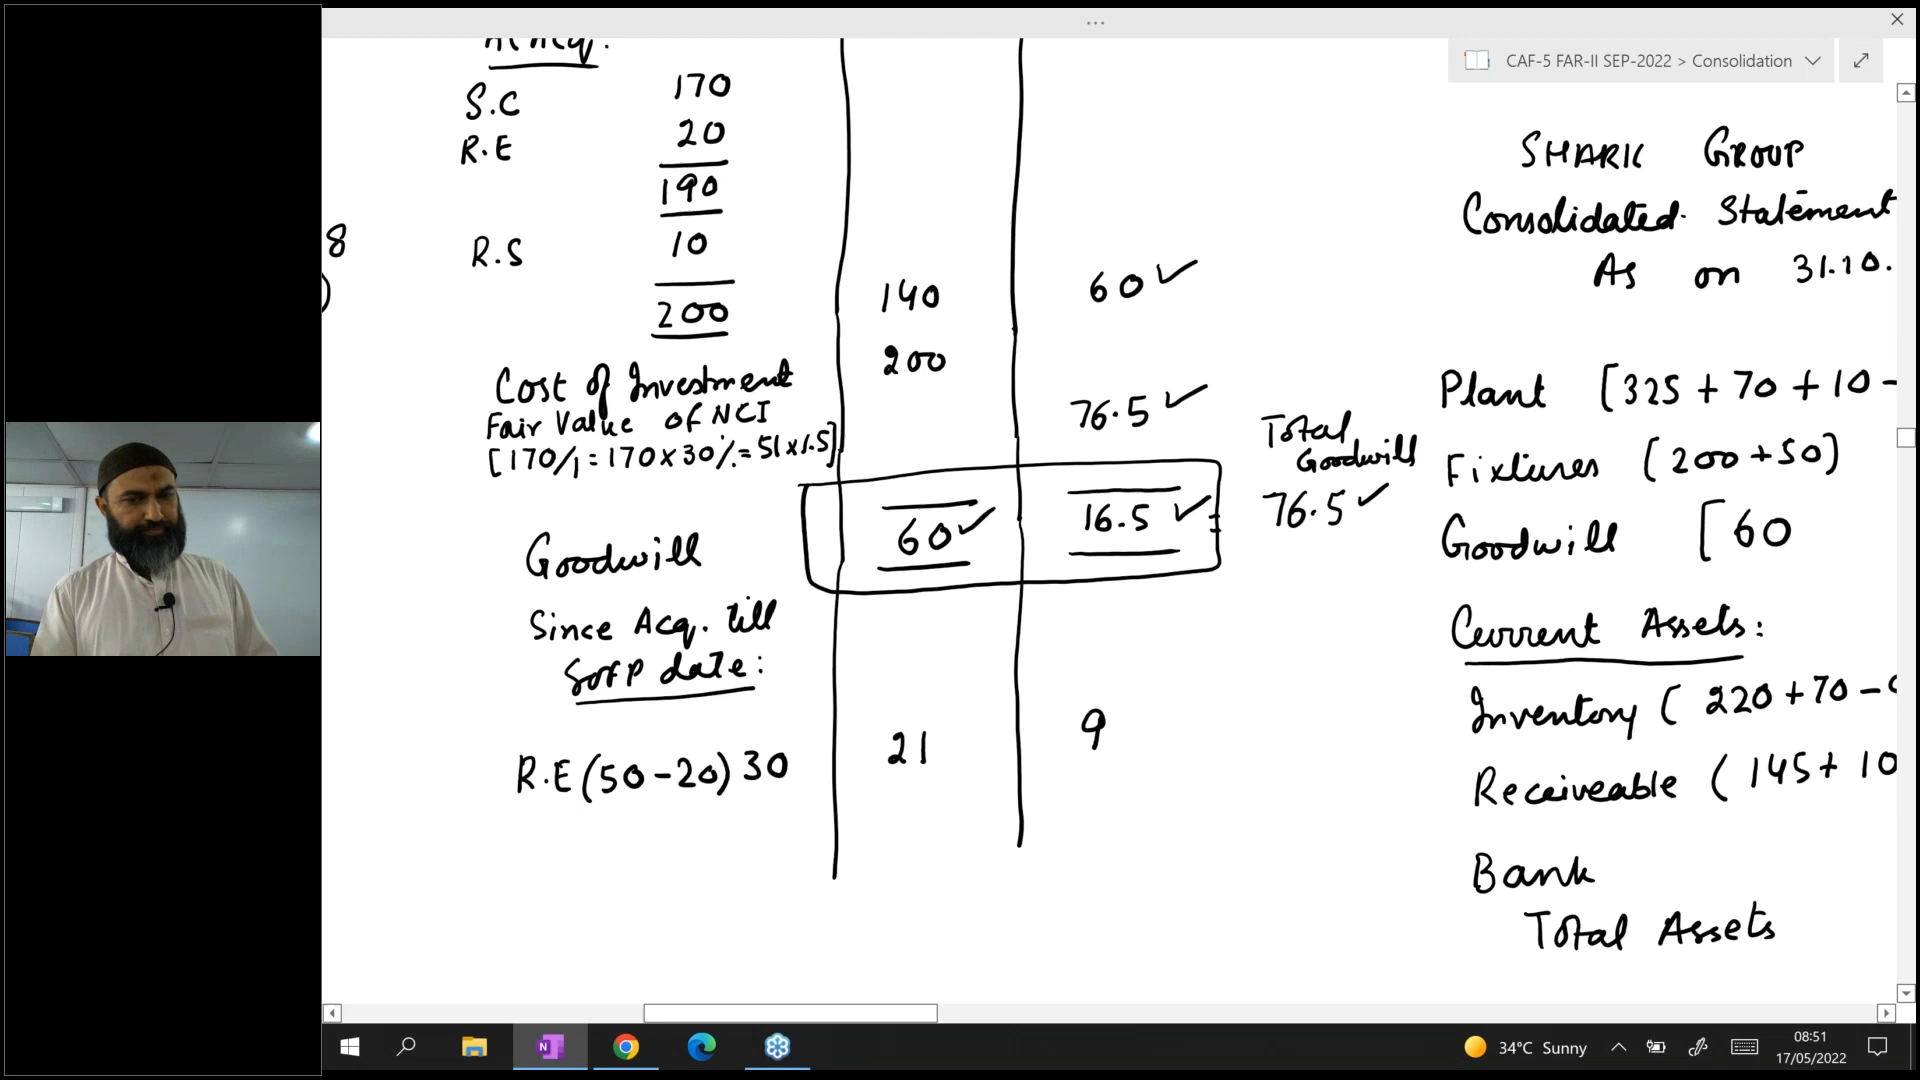 ...
CAF-5 FAR-II SEP-2022 > Consolidation
At Acq.
S.C 170
R.E 20
190
8
R.S 10
140 60 ✓
200
Cost of Investment 200
Fair Value of NCI 76.5 ✓
[170/1 = 170 x 30% = 51 x 1.5]
Total
Goodwill
76.5 ✓
Goodwill 60 ✓ 16.5 ✓ =
Since Acq. till
SOFP date:
R.E (50-20) 30 21 9
SHARK GROUP
Consolidated Statement
As on 31.10.
Plant [325 + 70 + 10 -
Fixtures (200 + 50)
Goodwill [60
Current Assets:
Inventory ( 220 + 70 -
Receiveable ( 145 + 10
Bank
Total Assets
34°C Sunny
08:51
17/05/2022